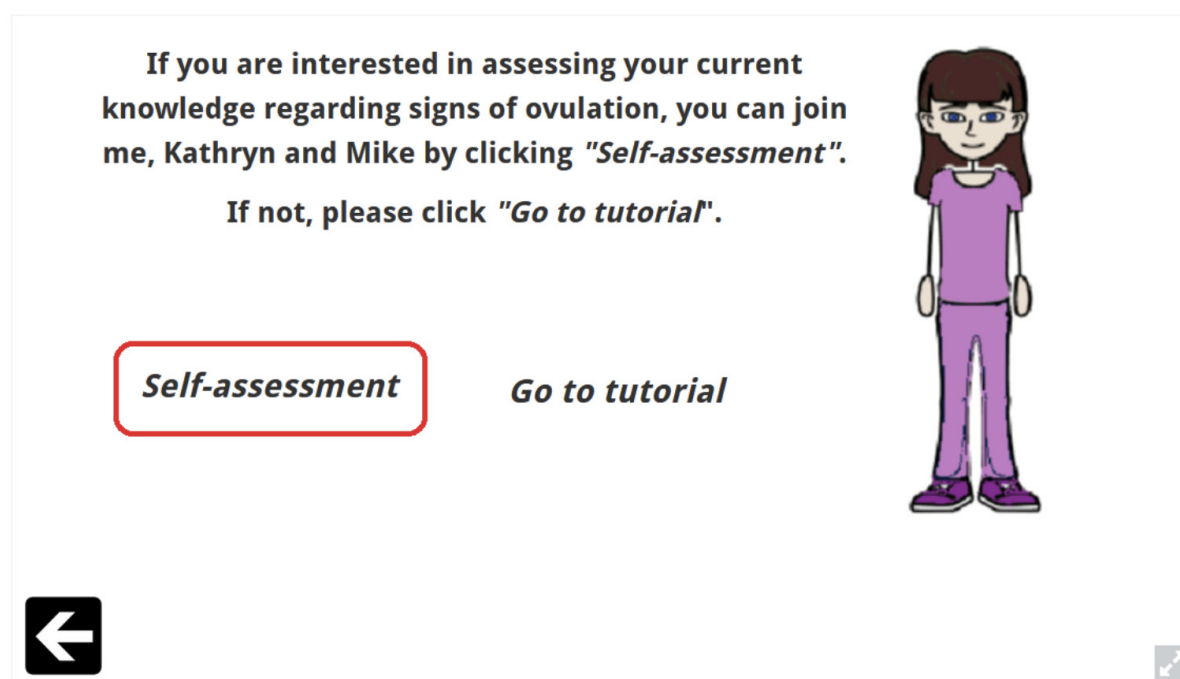 If you are interested in assessing your current
knowledge regarding signs of ovulation, you can join
me, Kathryn and Mike by clicking "Self-assessment".
If not, please click "Go to tutorial".
Self-assessment
Go to tutorial